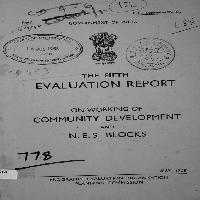 GOVERNMENT OF INDIA
THE FIFTH
EVALUATION REPORT
ON WORKING OF
COMMUNITY DEVELOPMENT
AND
N.E.S. BLOCKS
778
MAY, 1958
PROGRAMME EVALUATION ORGANISATION
PLANNING COMMISSION